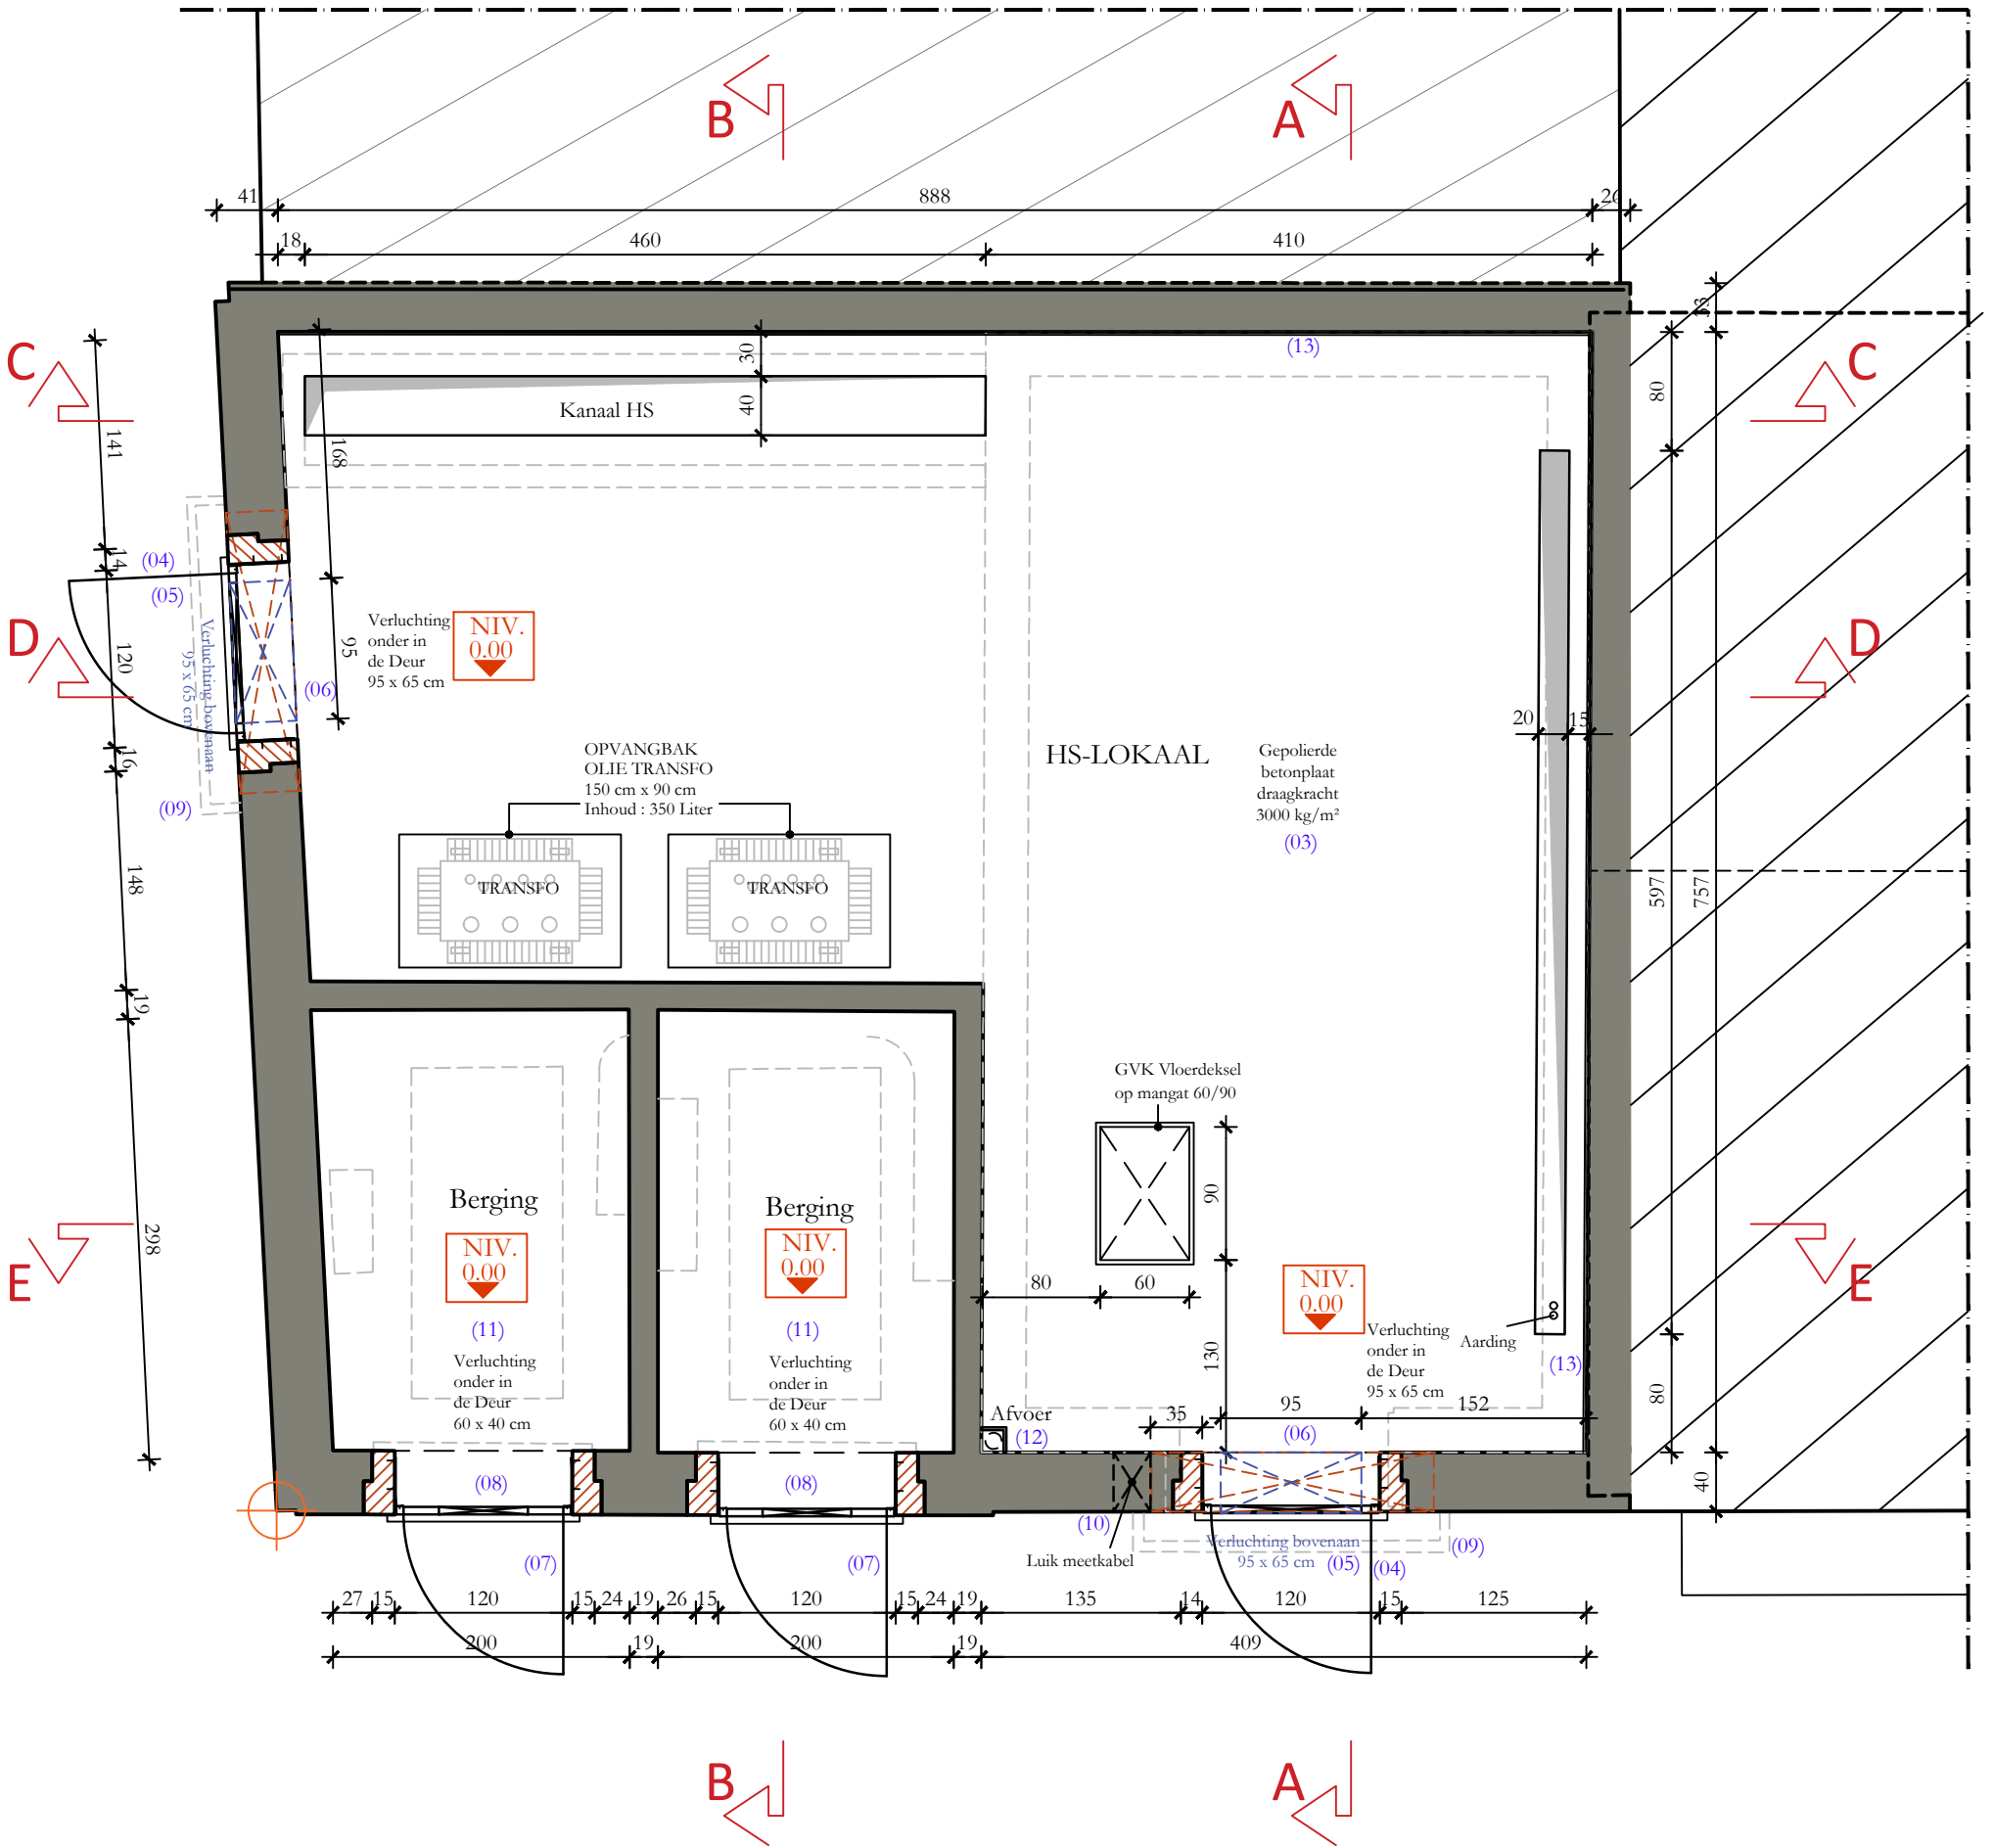 B
A
41
888
18
460
410
33
C
30
(13)
C
80
40
Kanaal HS
141
168
14
(04)
(05)
D
Verluchting
onder in
de Deur
95 x 65 cm
NIV.
0.00
D
120
95
Verluchting bovenaan
95 x 65 cm
(06)
20
15
16
OPVANGBAK
OLIE TRANSFO
150 cm x 90 cm
Inhoud : 350 Liter
HS-LOKAAL
Gepolierde
betonplaat
draagkracht
3000 kg/m²
(03)
(09)
148
TRANSFO
TRANSFO
597
757
19
GVK Vloerdeksel
op mangat 60/90
298
Berging
NIV.
0.00
(11)
Verluchting
onder in
de Deur
60 x 40 cm
Berging
NIV.
0.00
(11)
Verluchting
onder in
de Deur
60 x 40 cm
90
E
80
60
NIV.
0.00
E
130
Verluchting
onder in
de Deur
95 x 65 cm
Aarding
(13)
80
Afvoer
(12)
35
95
152
(06)
(08)
(08)
40
(10)
Luik meetkabel
Verluchting bovenaan
95 x 65 cm
(05)
(04)
(09)
(07)
(07)
27
15
120
15
24
19
26
15
120
15
24
19
135
14
120
15
125
200
19
200
19
409
B
A